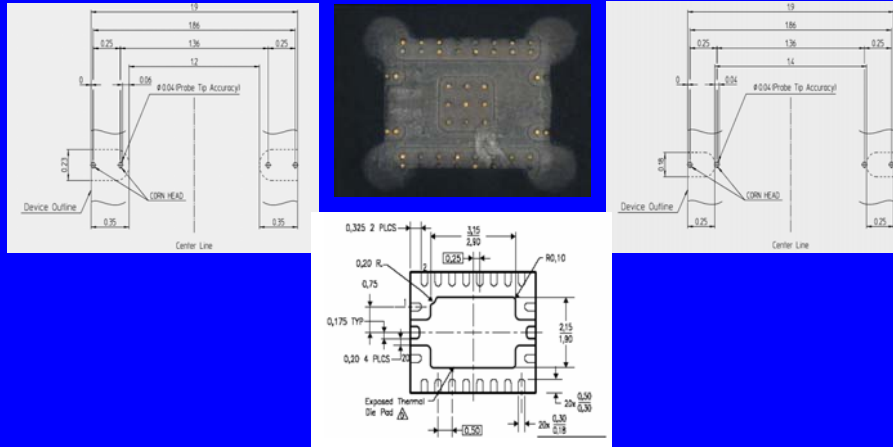 1.9
1.86
0.25
1.36
0.25
1.2
0
0.06
ø 0.04 (Probe Tip Accuracy)
0.23
CORN HEAD
Device Outline
0.35
0.35
Center Line
1.9
1.86
0.25
1.36
0.25
1.4
0
0.04
ø 0.04 (Probe Tip Accuracy)
0.18
CORN HEAD
Device Outline
0.25
0.25
Center Line
0,325 2 PLCS
3,15
2,90
0,25
2
0,20 R.
R0,10
0,75
1
0,175 TYP
2,15
1,90
0,20 4 PLCS
20
Exposed Thermal
Die Pad
0,50
20x 0,50
0,30
20x 0,30
0,18